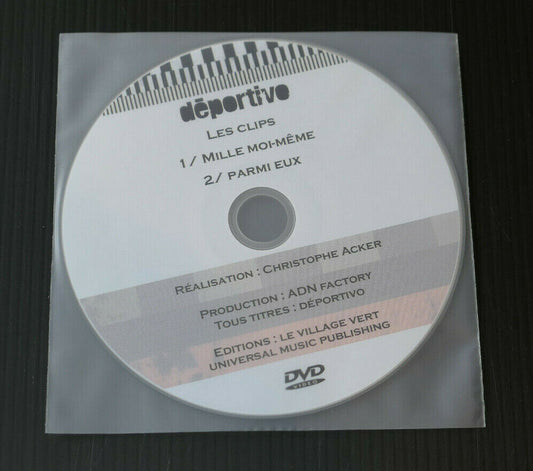 déportivo
LES CLIPS
1/ MILLE MOI-MÊME
2/ PARMI EUX
RÉALISATION : CHRISTOPHE ACKER
PRODUCTION : ADN FACTORY
TOUS TITRES : DÉPORTIVO
EDITIONS : LE VILLAGE VERT
UNIVERSAL MUSIC PUBLISHING
DVD
VIDEO